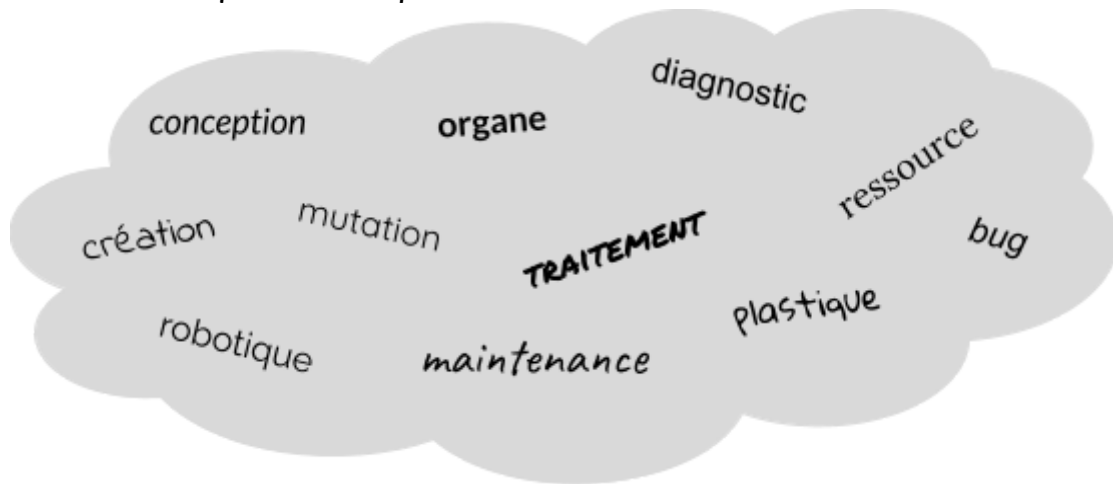 conception
organe
diagnostic
ressource
création
mutation
TRAITEMENT
bug
robotique
maintenance
plastique